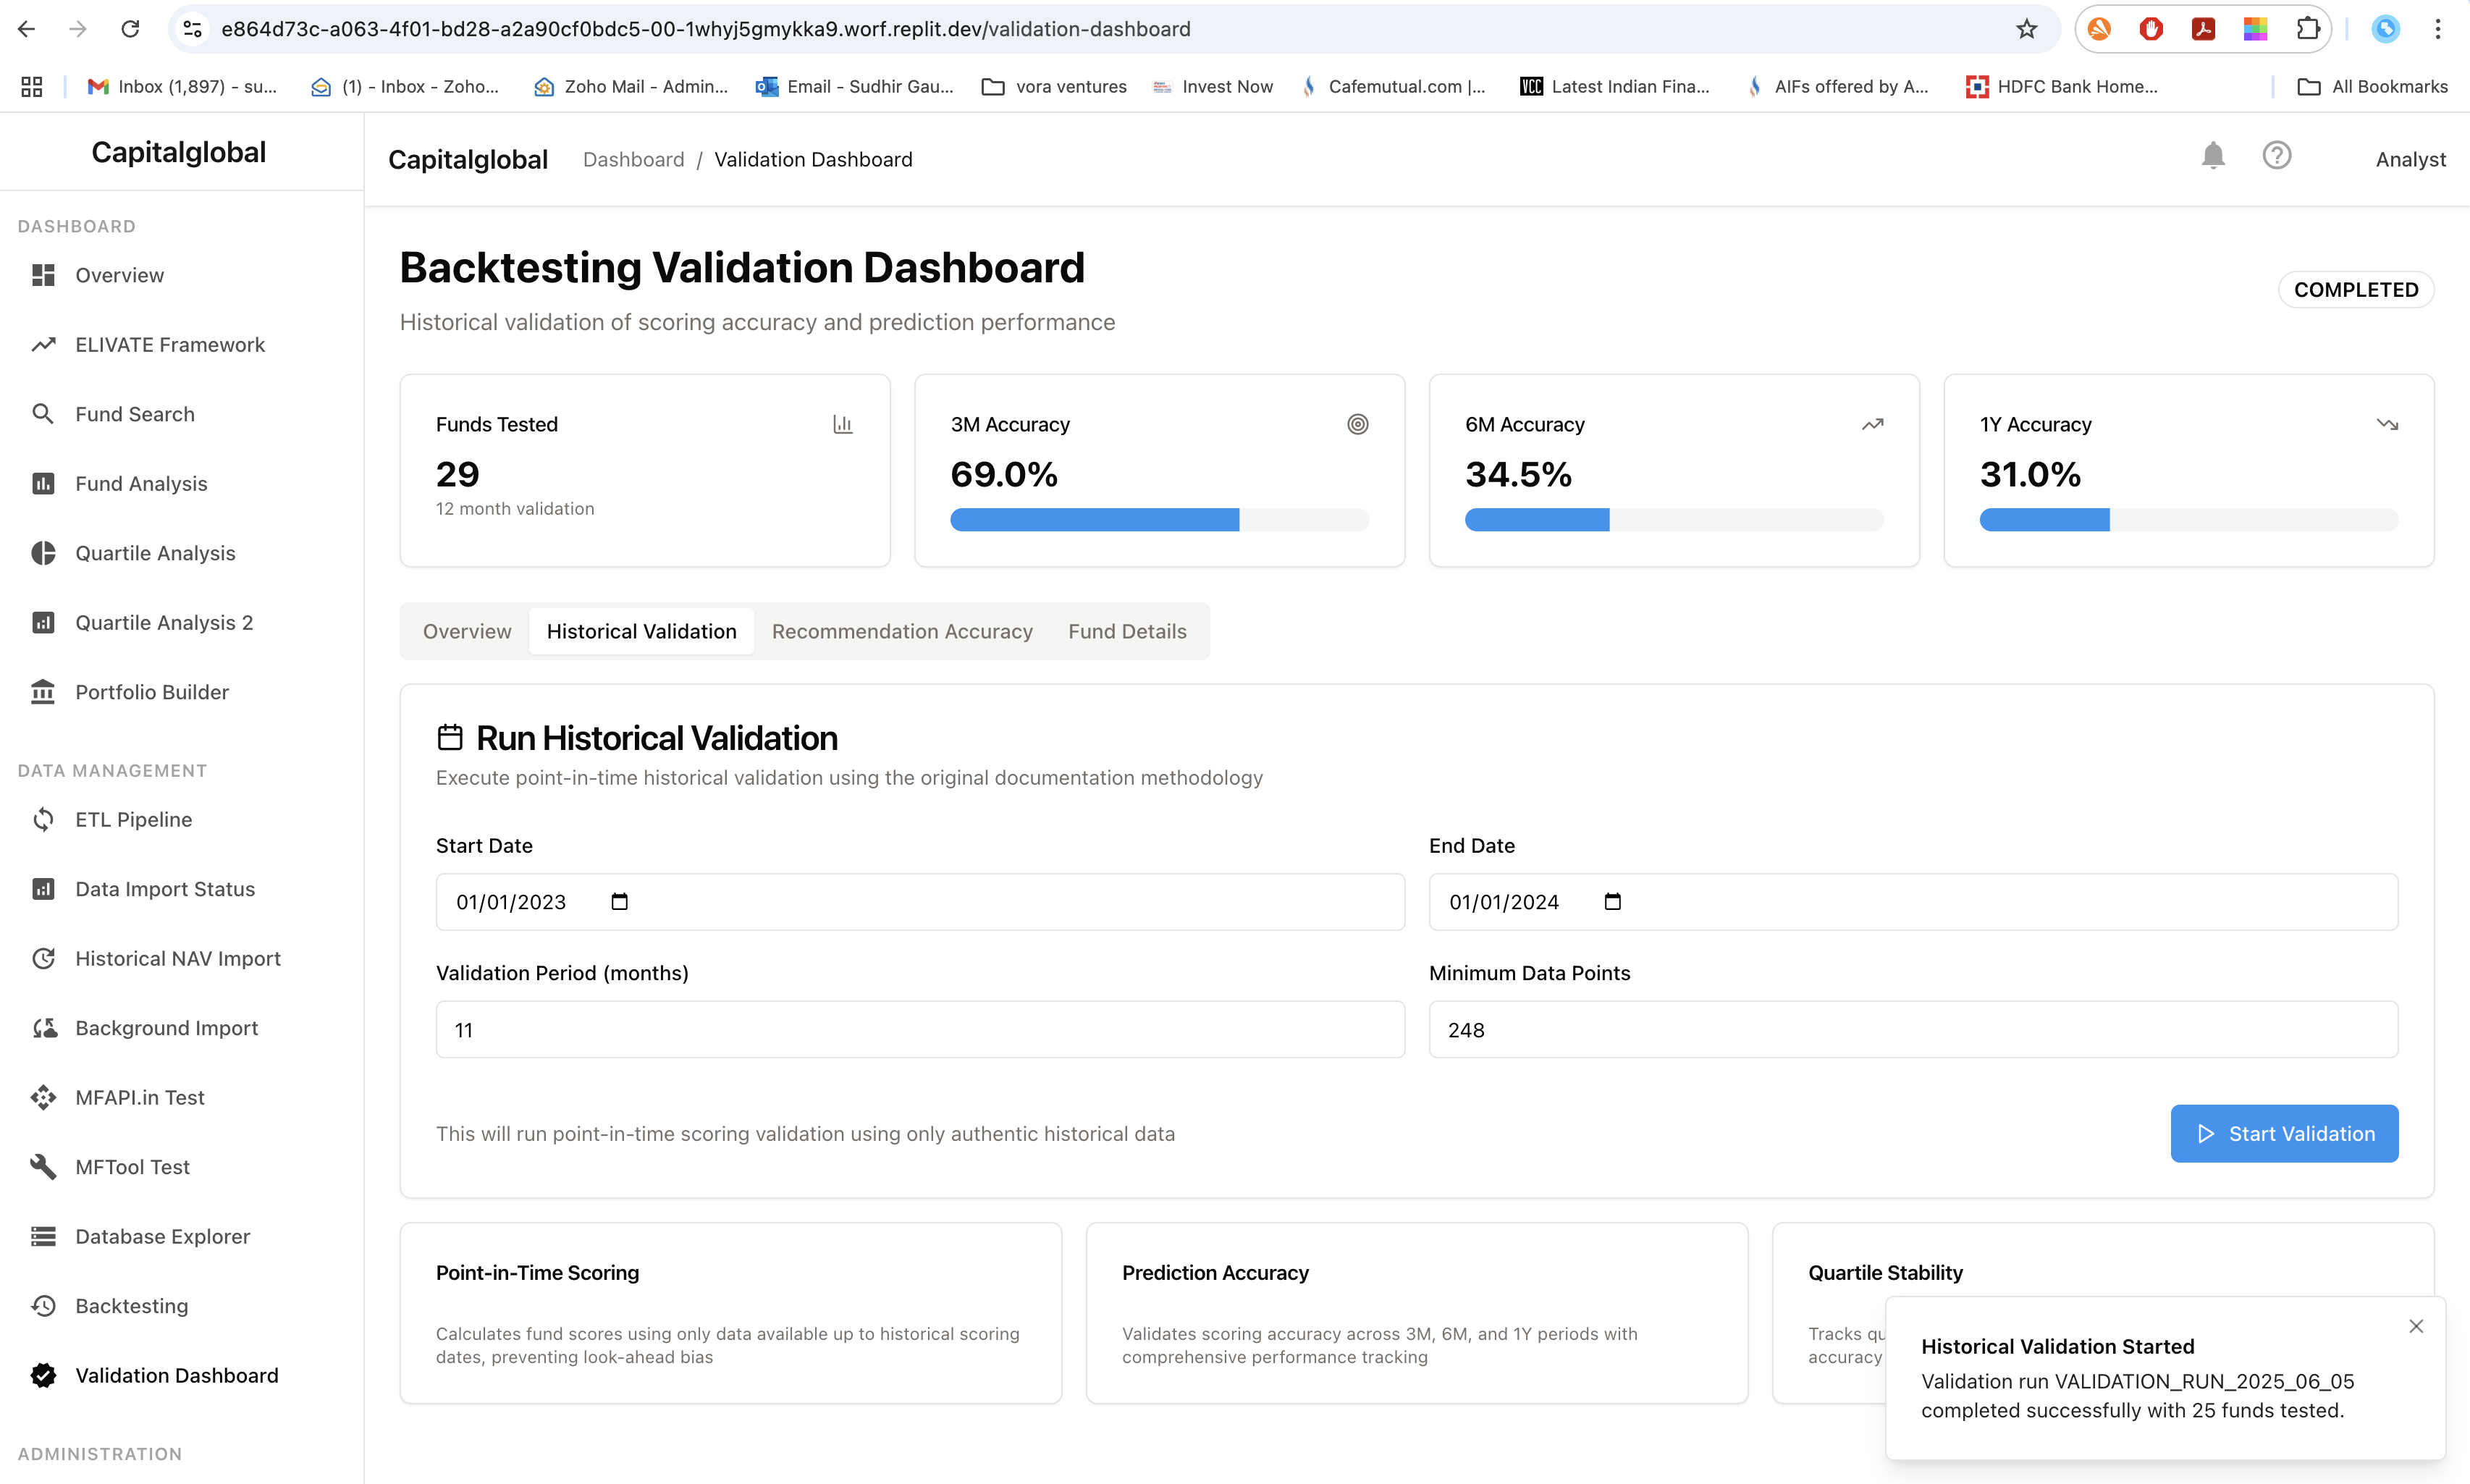 e864d73c-a063-4f01-bd28-a2a90cf0bdc5-00-1whyj5gmykka9.worf.replit.dev/validation-dashboard
Inbox (1,897) - su...
(1) - Inbox - Zoho...
Zoho Mail - Admin...
Email - Sudhir Gau...
vora ventures
Invest Now
Cafemutual.com |...
VCC Latest Indian Fina...
AIFs offered by A...
HDFC Bank Home...
All Bookmarks
Capitalglobal
DASHBOARD
Overview
ELIVATE Framework
Fund Search
Fund Analysis
Quartile Analysis
Quartile Analysis 2
Portfolio Builder
DATA MANAGEMENT
ETL Pipeline
Data Import Status
Historical NAV Import
Background Import
MFAPI.in Test
MFTool Test
Database Explorer
Backtesting
Validation Dashboard
ADMINISTRATION
Capitalglobal Dashboard / Validation Dashboard
Analyst
Backtesting Validation Dashboard
COMPLETED
Historical validation of scoring accuracy and prediction performance
Funds Tested
29
12 month validation
3M Accuracy
69.0%
6M Accuracy
34.5%
1Y Accuracy
31.0%
Overview Historical Validation Recommendation Accuracy Fund Details
Run Historical Validation
Execute point-in-time historical validation using the original documentation methodology
Start Date
01/01/2023
End Date
01/01/2024
Validation Period (months)
11
Minimum Data Points
248
This will run point-in-time scoring validation using only authentic historical data
Start Validation
Point-in-Time Scoring
Calculates fund scores using only data available up to historical scoring
dates, preventing look-ahead bias
Prediction Accuracy
Validates scoring accuracy across 3M, 6M, and 1Y periods with
comprehensive performance tracking
Quartile Stability
Tracks
accuracy
Historical Validation Started
Validation run VALIDATION_RUN_2025_06_05
completed successfully with 25 funds tested.